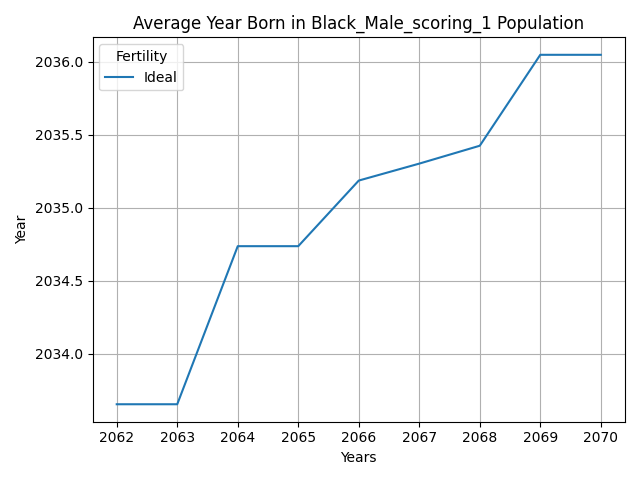 Average Year Born in Black_Male_scoring_1 Population
Fertility
Ideal
2036.0
2035.5
2035.0
2034.5
2034.0
Year
2062 2063 2064 2065 2066 2067 2068 2069 2070
Years